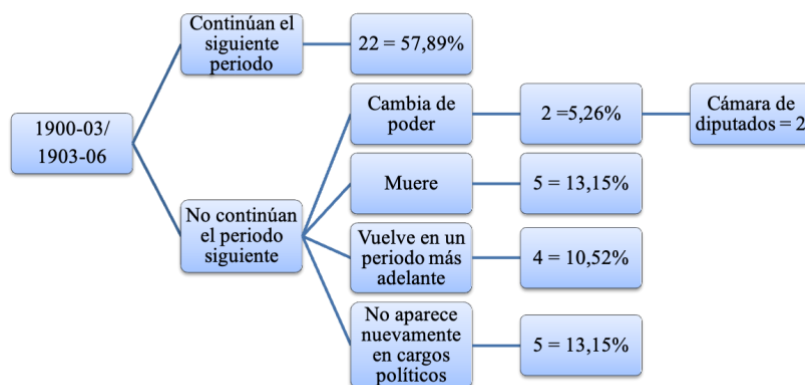 Continúan el
siguiente
periodo
22 = 57,89%
1900-03/
1903-06
No continúan
el periodo
siguiente
Cambia de
poder
2 =5,26%
Cámara de
diputados = 2
Muere
5 = 13,15%
Vuelve en un
periodo más
adelante
4 = 10,52%
No aparece
nuevamente
en cargos
políticos
5 = 13,15%